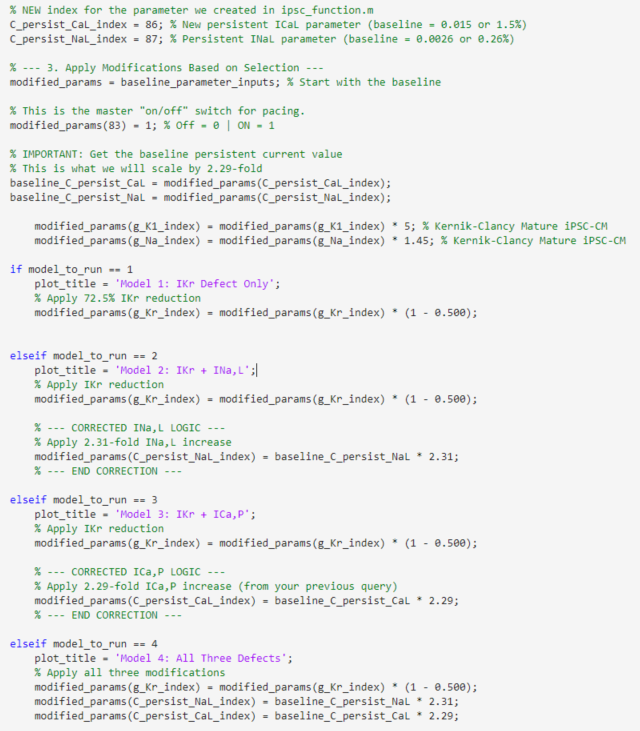 % NEW index for the parameter we created in ipsc_function.m
C_persist_CaL_index = 86; % New persistent ICaL parameter (baseline = 0.015 or 1.5%)
C_persist_NaL_index = 87; % Persistent INaL parameter (baseline = 0.0026 or 0.26%)
% --- 3. Apply Modifications Based on Selection ---
modified_params = baseline_parameter_inputs; % Start with the baseline
% This is the master "on/off" switch for pacing.
modified_params(83) = 1; % Off = 0 | ON = 1
% IMPORTANT: Get the baseline persistent current value
% This is what we will scale by 2.29-fold
baseline_C_persist_CaL = modified_params(C_persist_CaL_index);
baseline_C_persist_NaL = modified_params(C_persist_NaL_index);
modified_params(g_K1_index) = modified_params(g_K1_index) * 5; % Kernik-Clancy Mature iPSC-CM
modified_params(g_Na_index) = modified_params(g_Na_index) * 1.45; % Kernik-Clancy Mature iPSC-CM
if model_to_run == 1
plot_title = 'Model 1: IKr Defect Only';
% Apply 72.5% IKr reduction
modified_params(g_Kr_index) = modified_params(g_Kr_index) * (1 - 0.500);
elseif model_to_run == 2
plot_title = 'Model 2: IKr + INa,L';
% Apply IKr reduction
modified_params(g_Kr_index) = modified_params(g_Kr_index) * (1 - 0.500);
% --- CORRECTED INa,L LOGIC ---
% Apply 2.31-fold INa,L increase
modified_params(C_persist_NaL_index) = baseline_C_persist_NaL * 2.31;
% --- END CORRECTION ---
elseif model_to_run == 3
plot_title = 'Model 3: IKr + ICa,P';
% Apply IKr reduction
modified_params(g_Kr_index) = modified_params(g_Kr_index) * (1 - 0.500);
% --- CORRECTED ICa,P LOGIC ---
% Apply 2.29-fold ICa,P increase (from your previous query)
modified_params(C_persist_CaL_index) = baseline_C_persist_CaL * 2.29;
% --- END CORRECTION ---
elseif model_to_run == 4
plot_title = 'Model 4: All Three Defects';
% Apply all three modifications
modified_params(g_Kr_index) = modified_params(g_Kr_index) * (1 - 0.500);
modified_params(C_persist_NaL_index) = baseline_C_persist_NaL * 2.31;
modified_params(C_persist_CaL_index) = baseline_C_persist_CaL * 2.29;